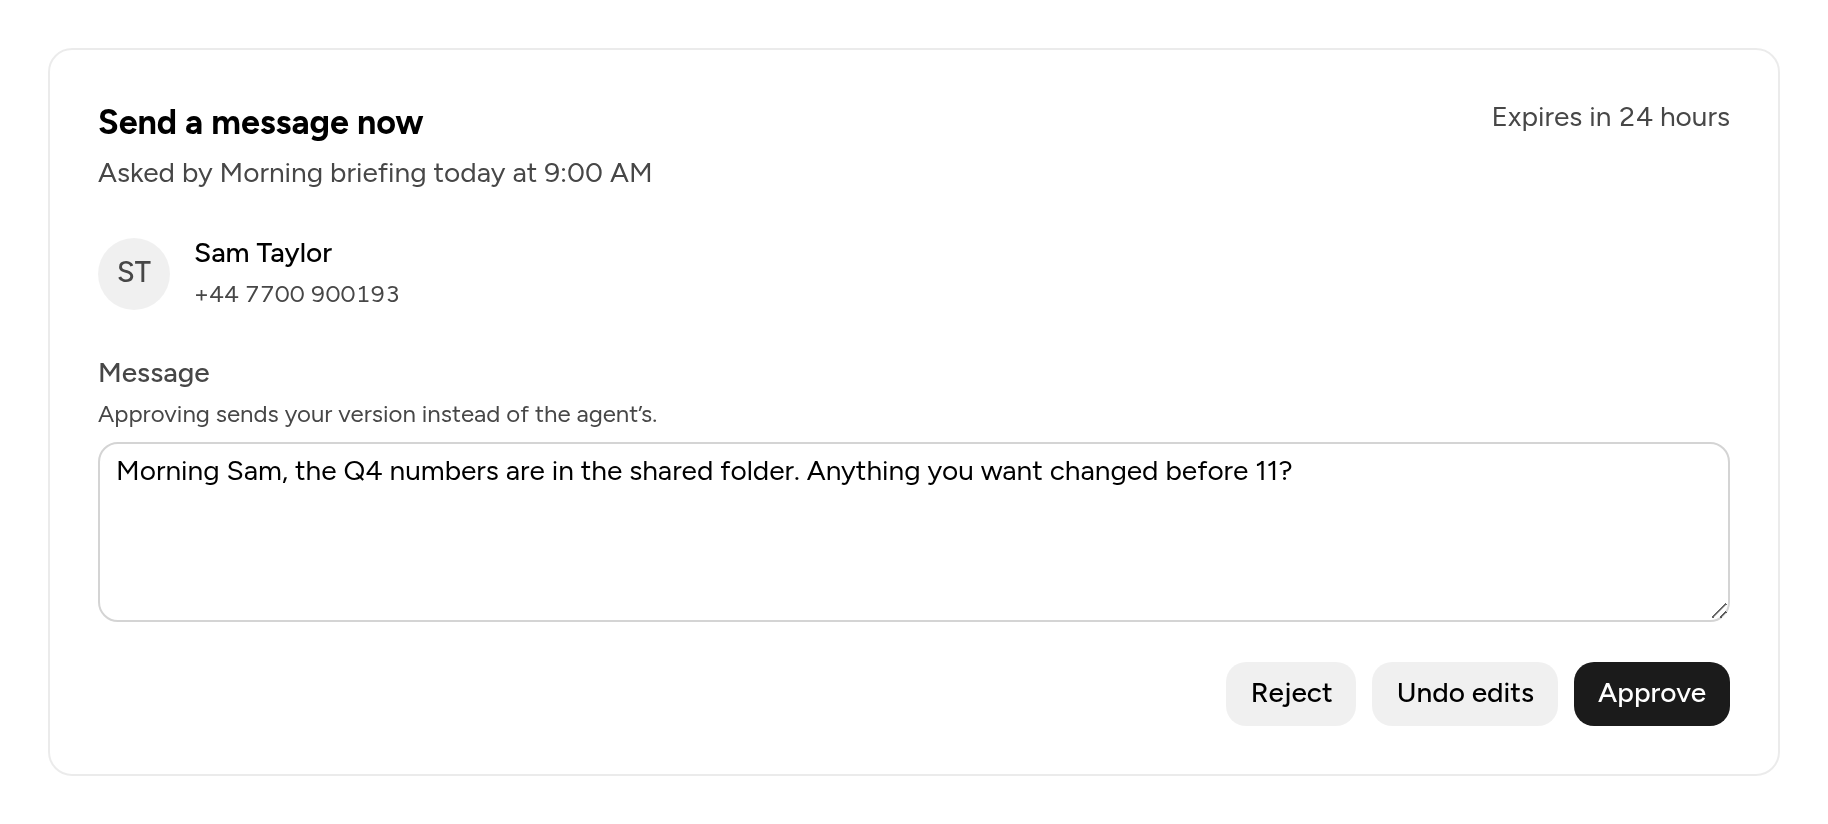 Send a message now
Expires in 24 hours
Asked by Morning briefing today at 9:00 AM
ST
Sam Taylor
+44 7700 900193
Message
Approving sends your version instead of the agent’s.
Morning Sam, the Q4 numbers are in the shared folder. Anything you want changed before 11?
Reject
Undo edits
Approve